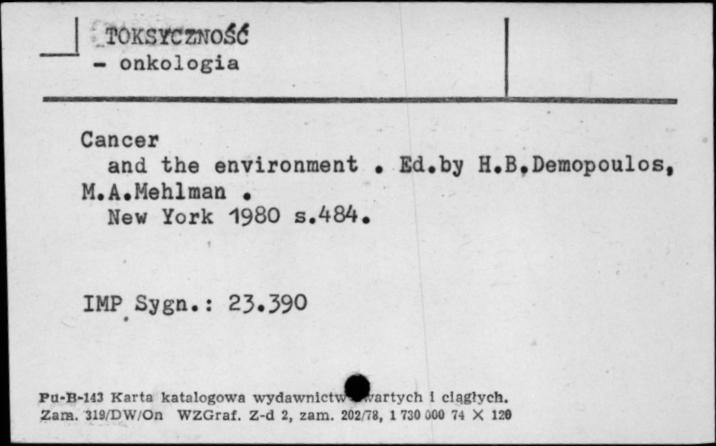 TOKSYCZNOŚĆ
- onkologia
Cancer
and the environment . Ed.by H.B.Demopoulos,
M.A.Mehlman .
New York 1980 s.484.
IMP Sygn.: 23.390
Pu-B-143 Karta katalogowa wydawnictw wartych i ciągłych.
Zam. 319/DW/On WZGraf. Z-d 2, zam. 202/78, 1 730 000 74 X 120